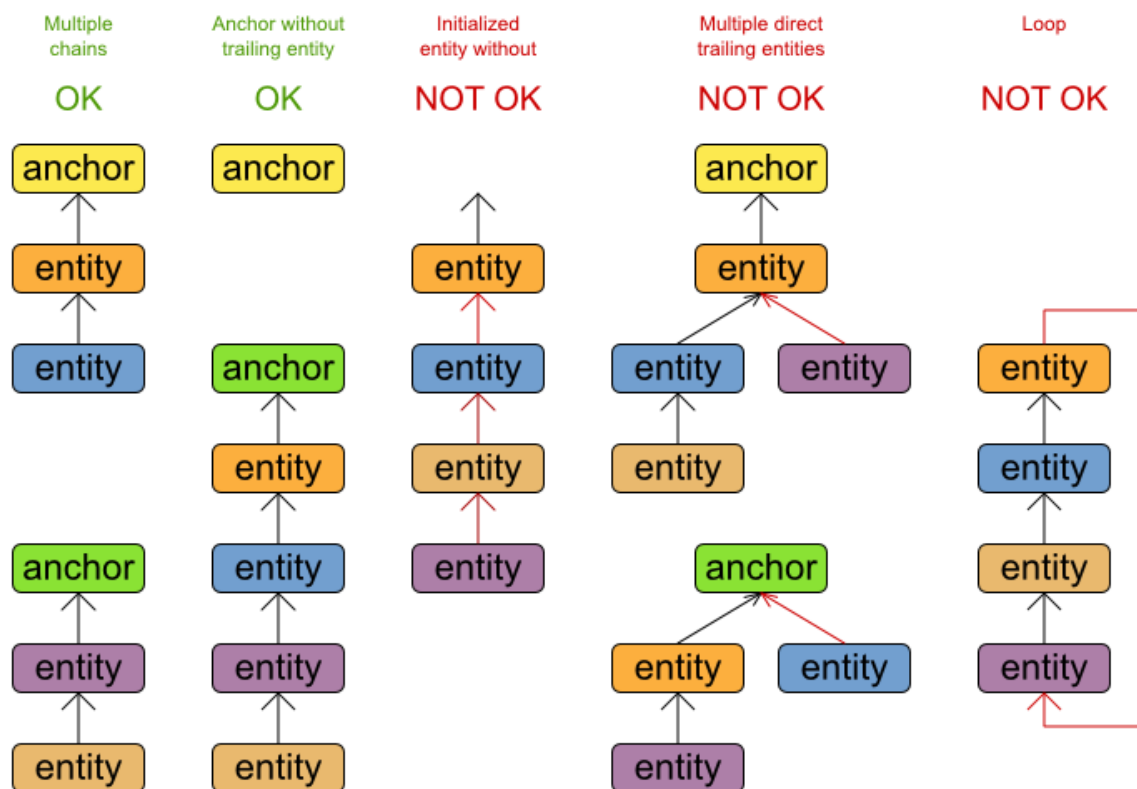 Multiple
chains
OK
Anchor without
trailing entity
OK
Initialized
entity without
NOT OK
Multiple direct
trailing entities
NOT OK
Loop
NOT OK
anchor
entity
entity
anchor
entity
entity
anchor
anchor
entity
entity
entity
entity
entity
entity
entity
entity
anchor
entity
entity
entity
entity
anchor
entity
entity
entity
entity
entity
entity
entity